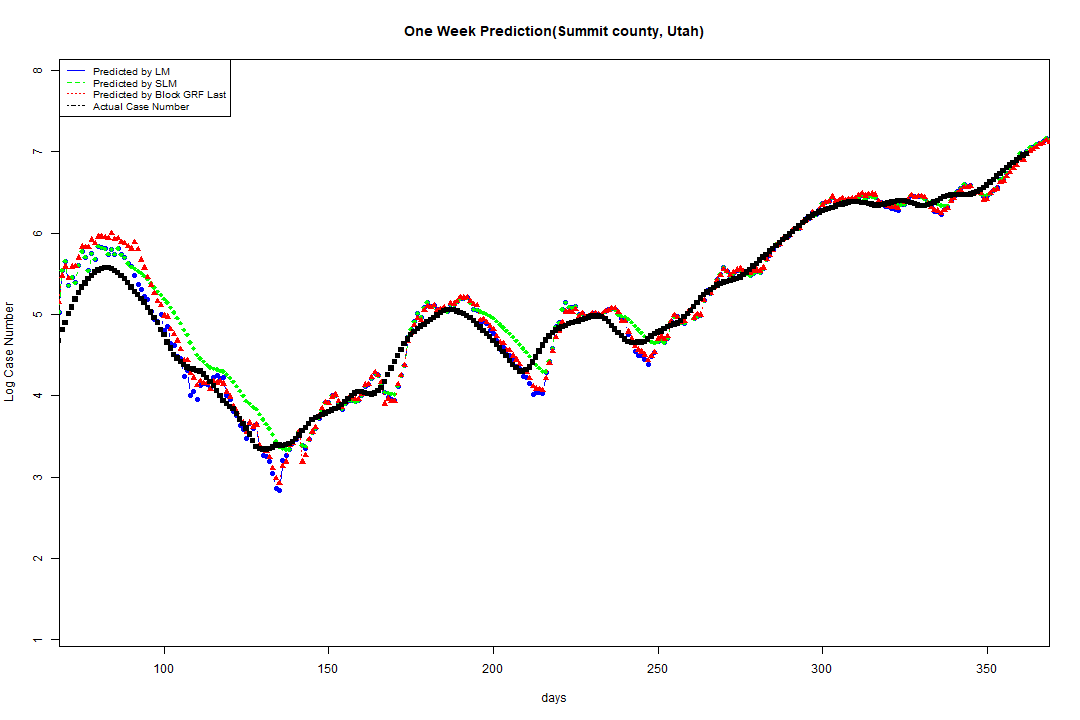 One Week Prediction(Summit county, Utah)
Predicted by LM
Predicted by SLM
Predicted by Block GRF Last
Actual Case Number
8
7
6
5
4
3
2
1
Log Case Number
100 150 200 250 300 350
days